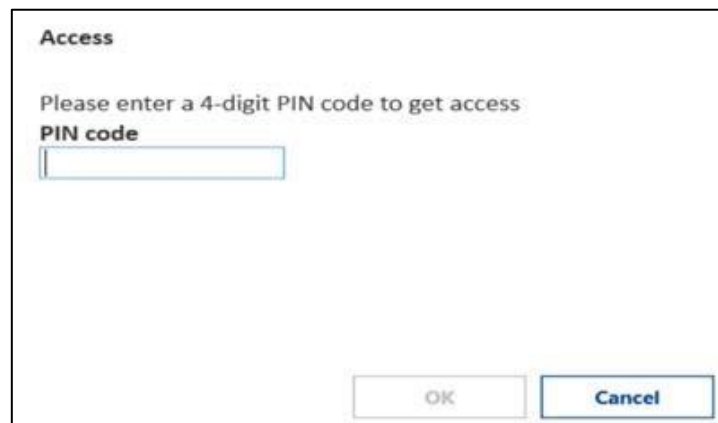 Access
Please enter a 4-digit PIN code to get access
PIN code
OK
Cancel